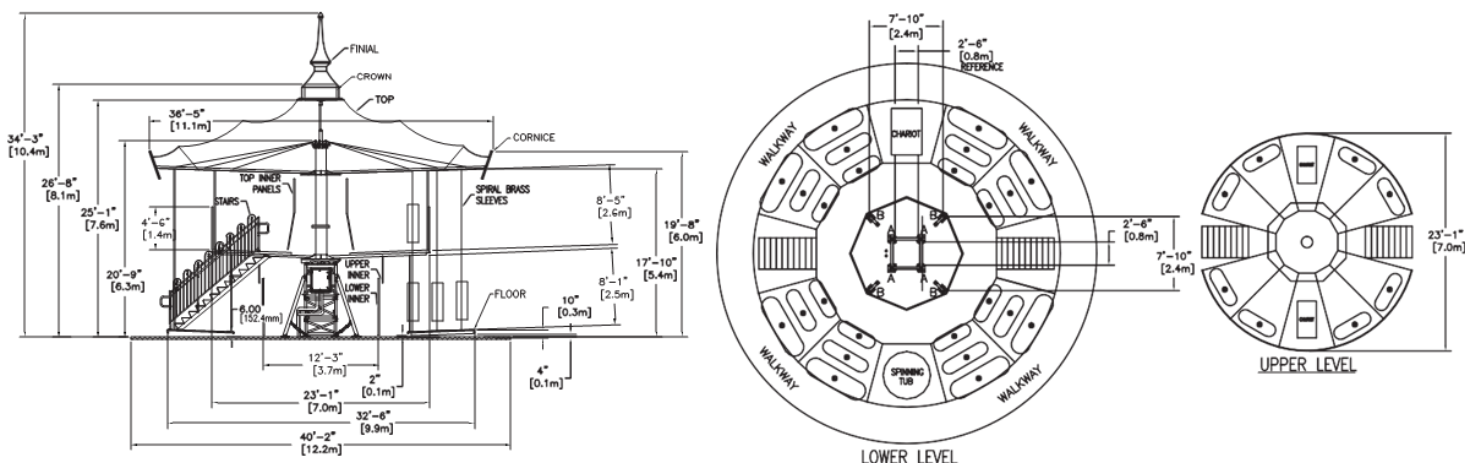 34'-3"
[10.4m]
26'-8"
[8.1m]
25'-1"
[7.6m]
20'-9"
[6.3m]
36'-5"
[11.1m]
4'-6"
[1.4m]
FINIAL
CROWN
TOP
CORNICE
TOP INNER
PANELS
STAIRS
SPIRAL BRASS
SLEEVES
UPPER
INNER
LOWER
INNER
FLOOR
6.00
[152.4mm]
8'-5"
[2.6m]
8'-1"
[2.5m]
19'-8"
[6.0m]
17'-10"
[5.4m]
10"
[0.3m]
4"
[0.1m]
2"
[0.1m]
12'-3"
[3.7m]
23'-1"
[7.0m]
32'-6"
[9.9m]
40'-2"
[12.2m]
7'-10"
[2.4m]
2'-6"
[0.8m]
REFERENCE
WALKWAY
WALKWAY
WALKWAY
WALKWAY
CHARIOT
B
B
A
A
A
A
B
B
SPINNING
TUB
2'-6"
[0.8m]
7'-10"
[2.4m]
LOWER LEVEL
CHARIOT
CHARIOT
23'-1"
[7.0m]
UPPER LEVEL